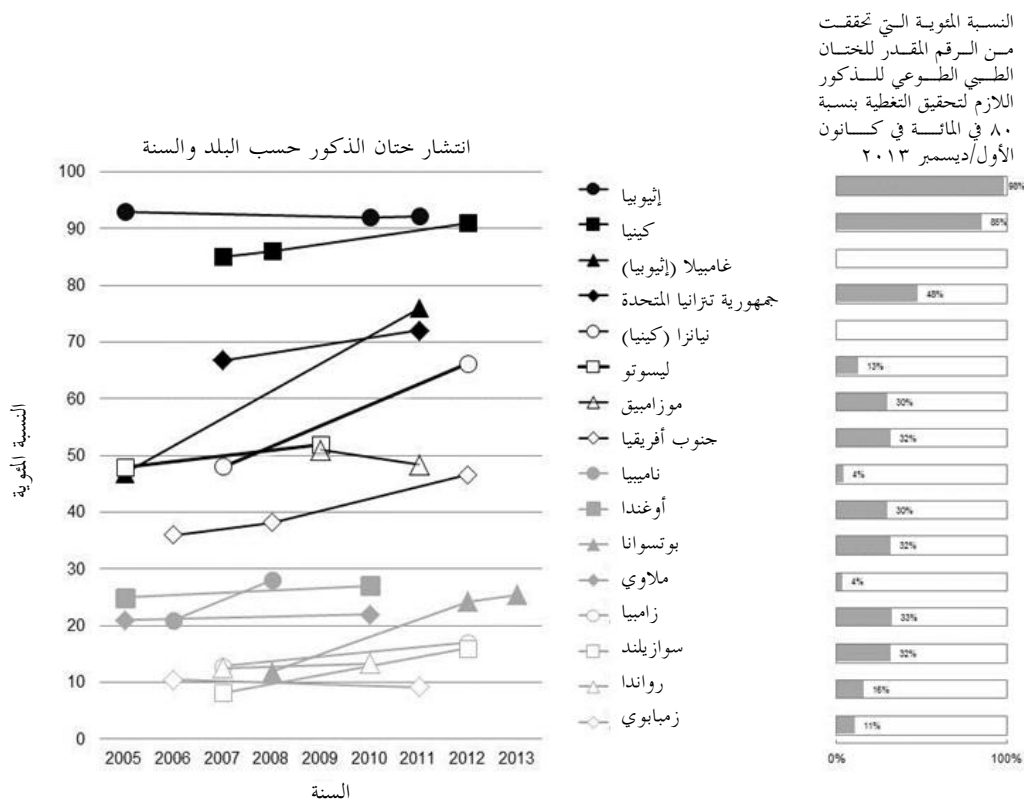 النسبة المئوية التي تحققت
من الرقم المقدر للختان
الطبي الطوعي للذكور
اللازم لتحقيق التغطية بنسبة
٨٠ في المائة في كانون
الأول/ديسمبر ٢٠١٣
انتشار ختان الذكور حسب البلد والسنة
النسبة المئوية
100
90
80
70
60
50
40
30
20
10
0
2005 2006 2007 2008 2009 2010 2011 2012 2013
السنة
إثيوبيا
كينيا
غامبيلا (إثيوبيا)
جمهورية تنزانيا المتحدة
نيانزا (كينيا)
ليسوتو
موزامبيق
جنوب أفريقيا
ناميبيا
أوغندا
بوتسوانا
ملاوي
زامبيا
سوازيلند
رواندا
زمبابوي
48%
13%
30%
32%
4%
30%
32%
4%
33%
32%
16%
11%
0% 100%